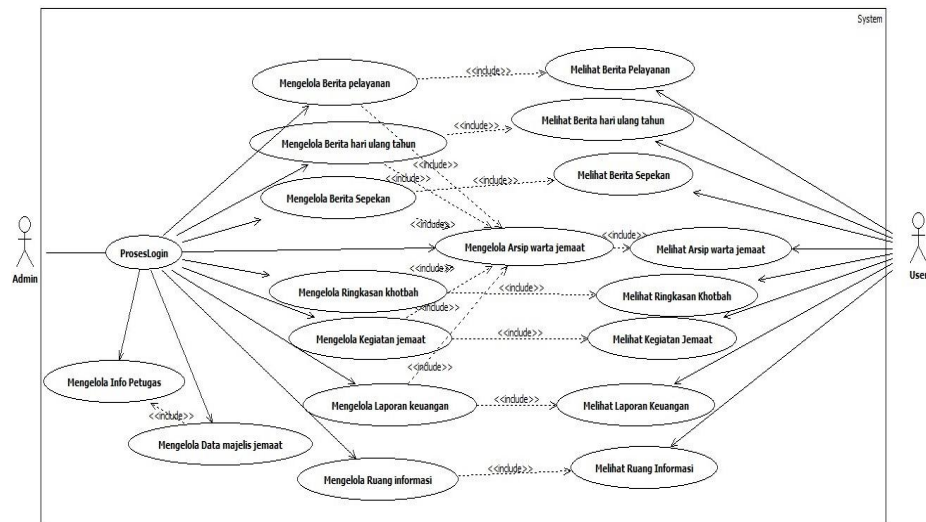 System
Mengelola Berita pelayanan
<<include>>
Melihat Berita Pelayanan
Mengelola Berita hari ulang tahun
<<include>>
Melihat Berita hari ulang tahun
<<include>>
<<include>>
Mengelola Berita Sepekan
<<include>>
Melihat Berita Sepekan
<<include>>
Admin
ProsesLogin
Mengelola Arsip warta jemaat
<<include>>
Melihat Arsip warta jemaat
User
<<include>>
Mengelola Ringkasan khotbah
<<include>>
Melihat Ringkasan Khotbah
<<include>>
Mengelola Kegiatan jemaat
<<include>>
Melihat Kegiatan Jemaat
<<include>>
Mengelola Info Petugas
Mengelola Laporan keuangan
<<include>>
Melihat Laporan Keuangan
<<include>>
Mengelola Data majelis jemaat
Mengelola Ruang informasi
<<include>>
Melihat Ruang Informasi